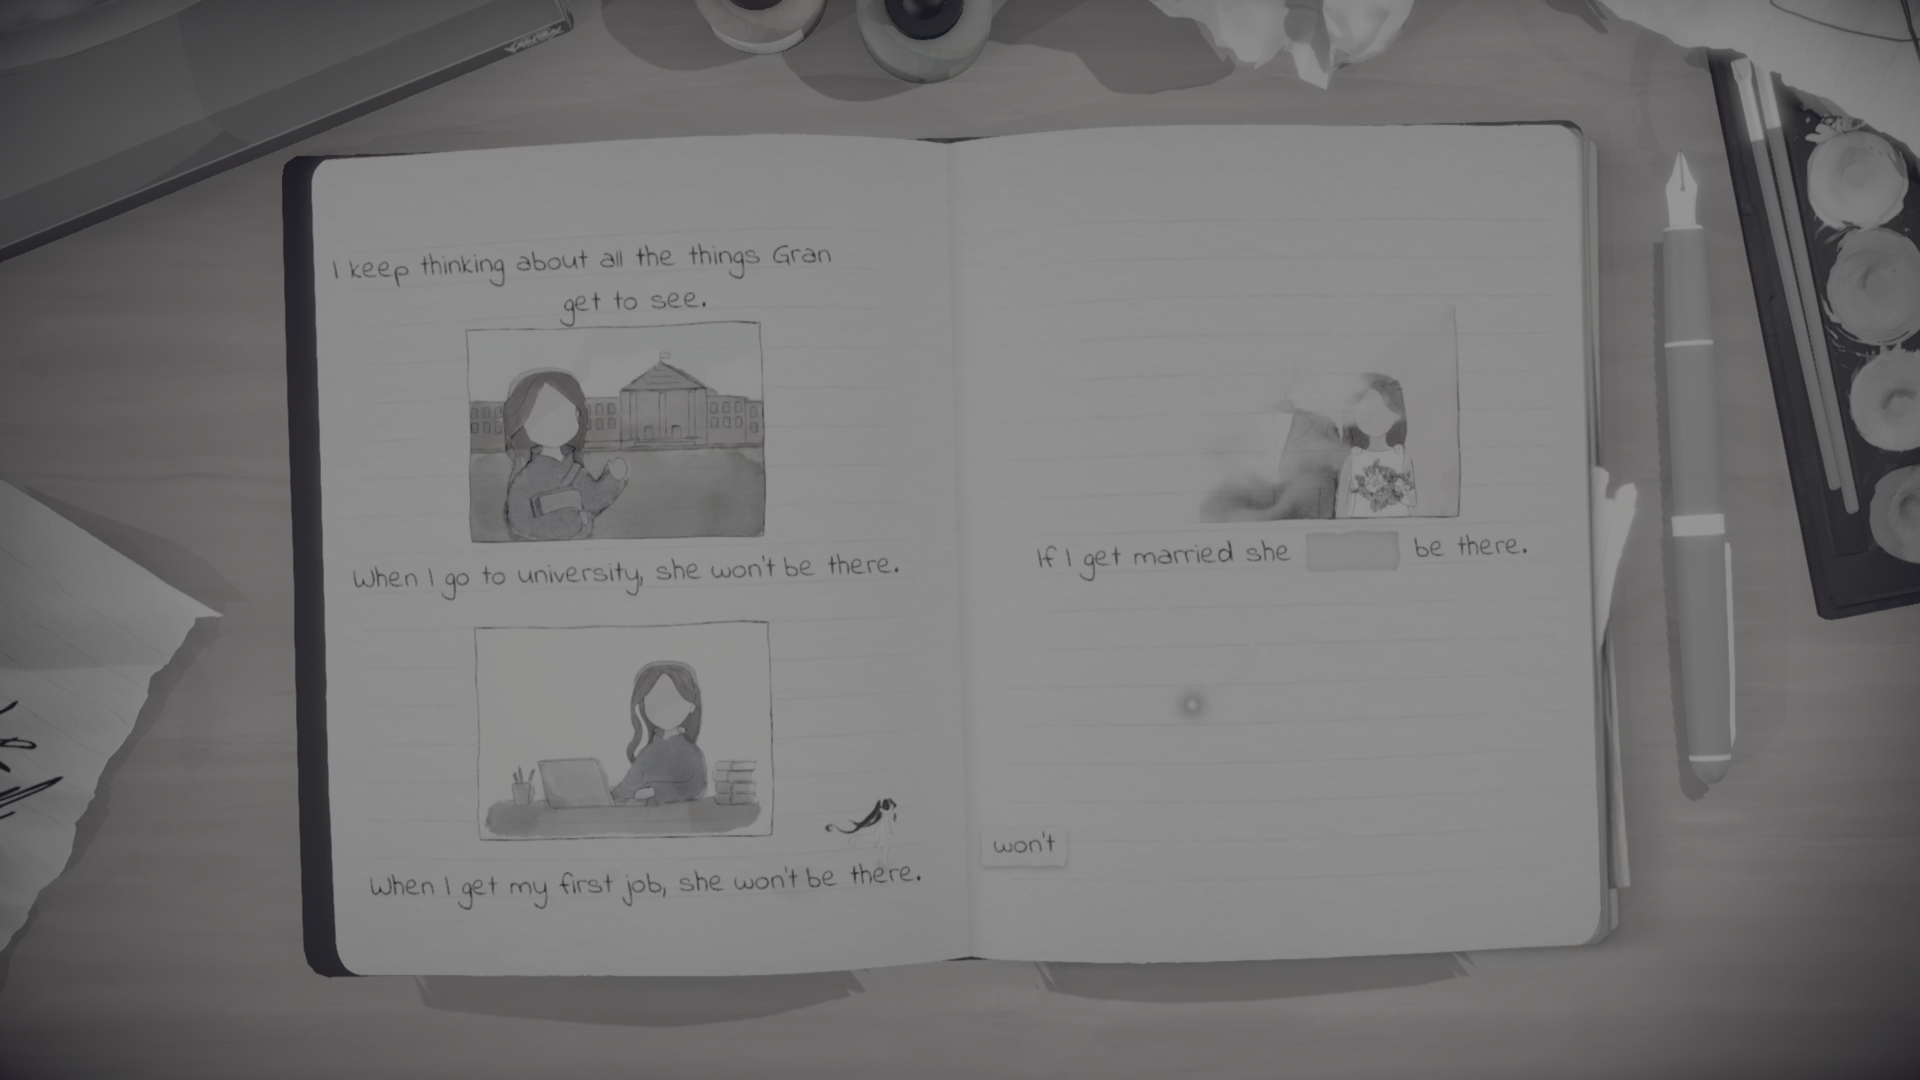 I keep thinking about all the things Gran
get to see.
When I go to university, she won't be there.
When I get my first job, she won't be there.
If I get married she be there.
won't